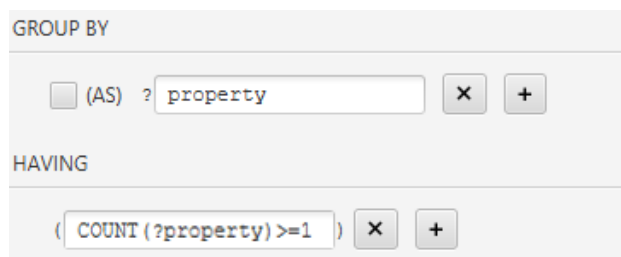 GROUP BY
(AS) ? property × +
HAVING
( COUNT(?property)>=1 ) × +